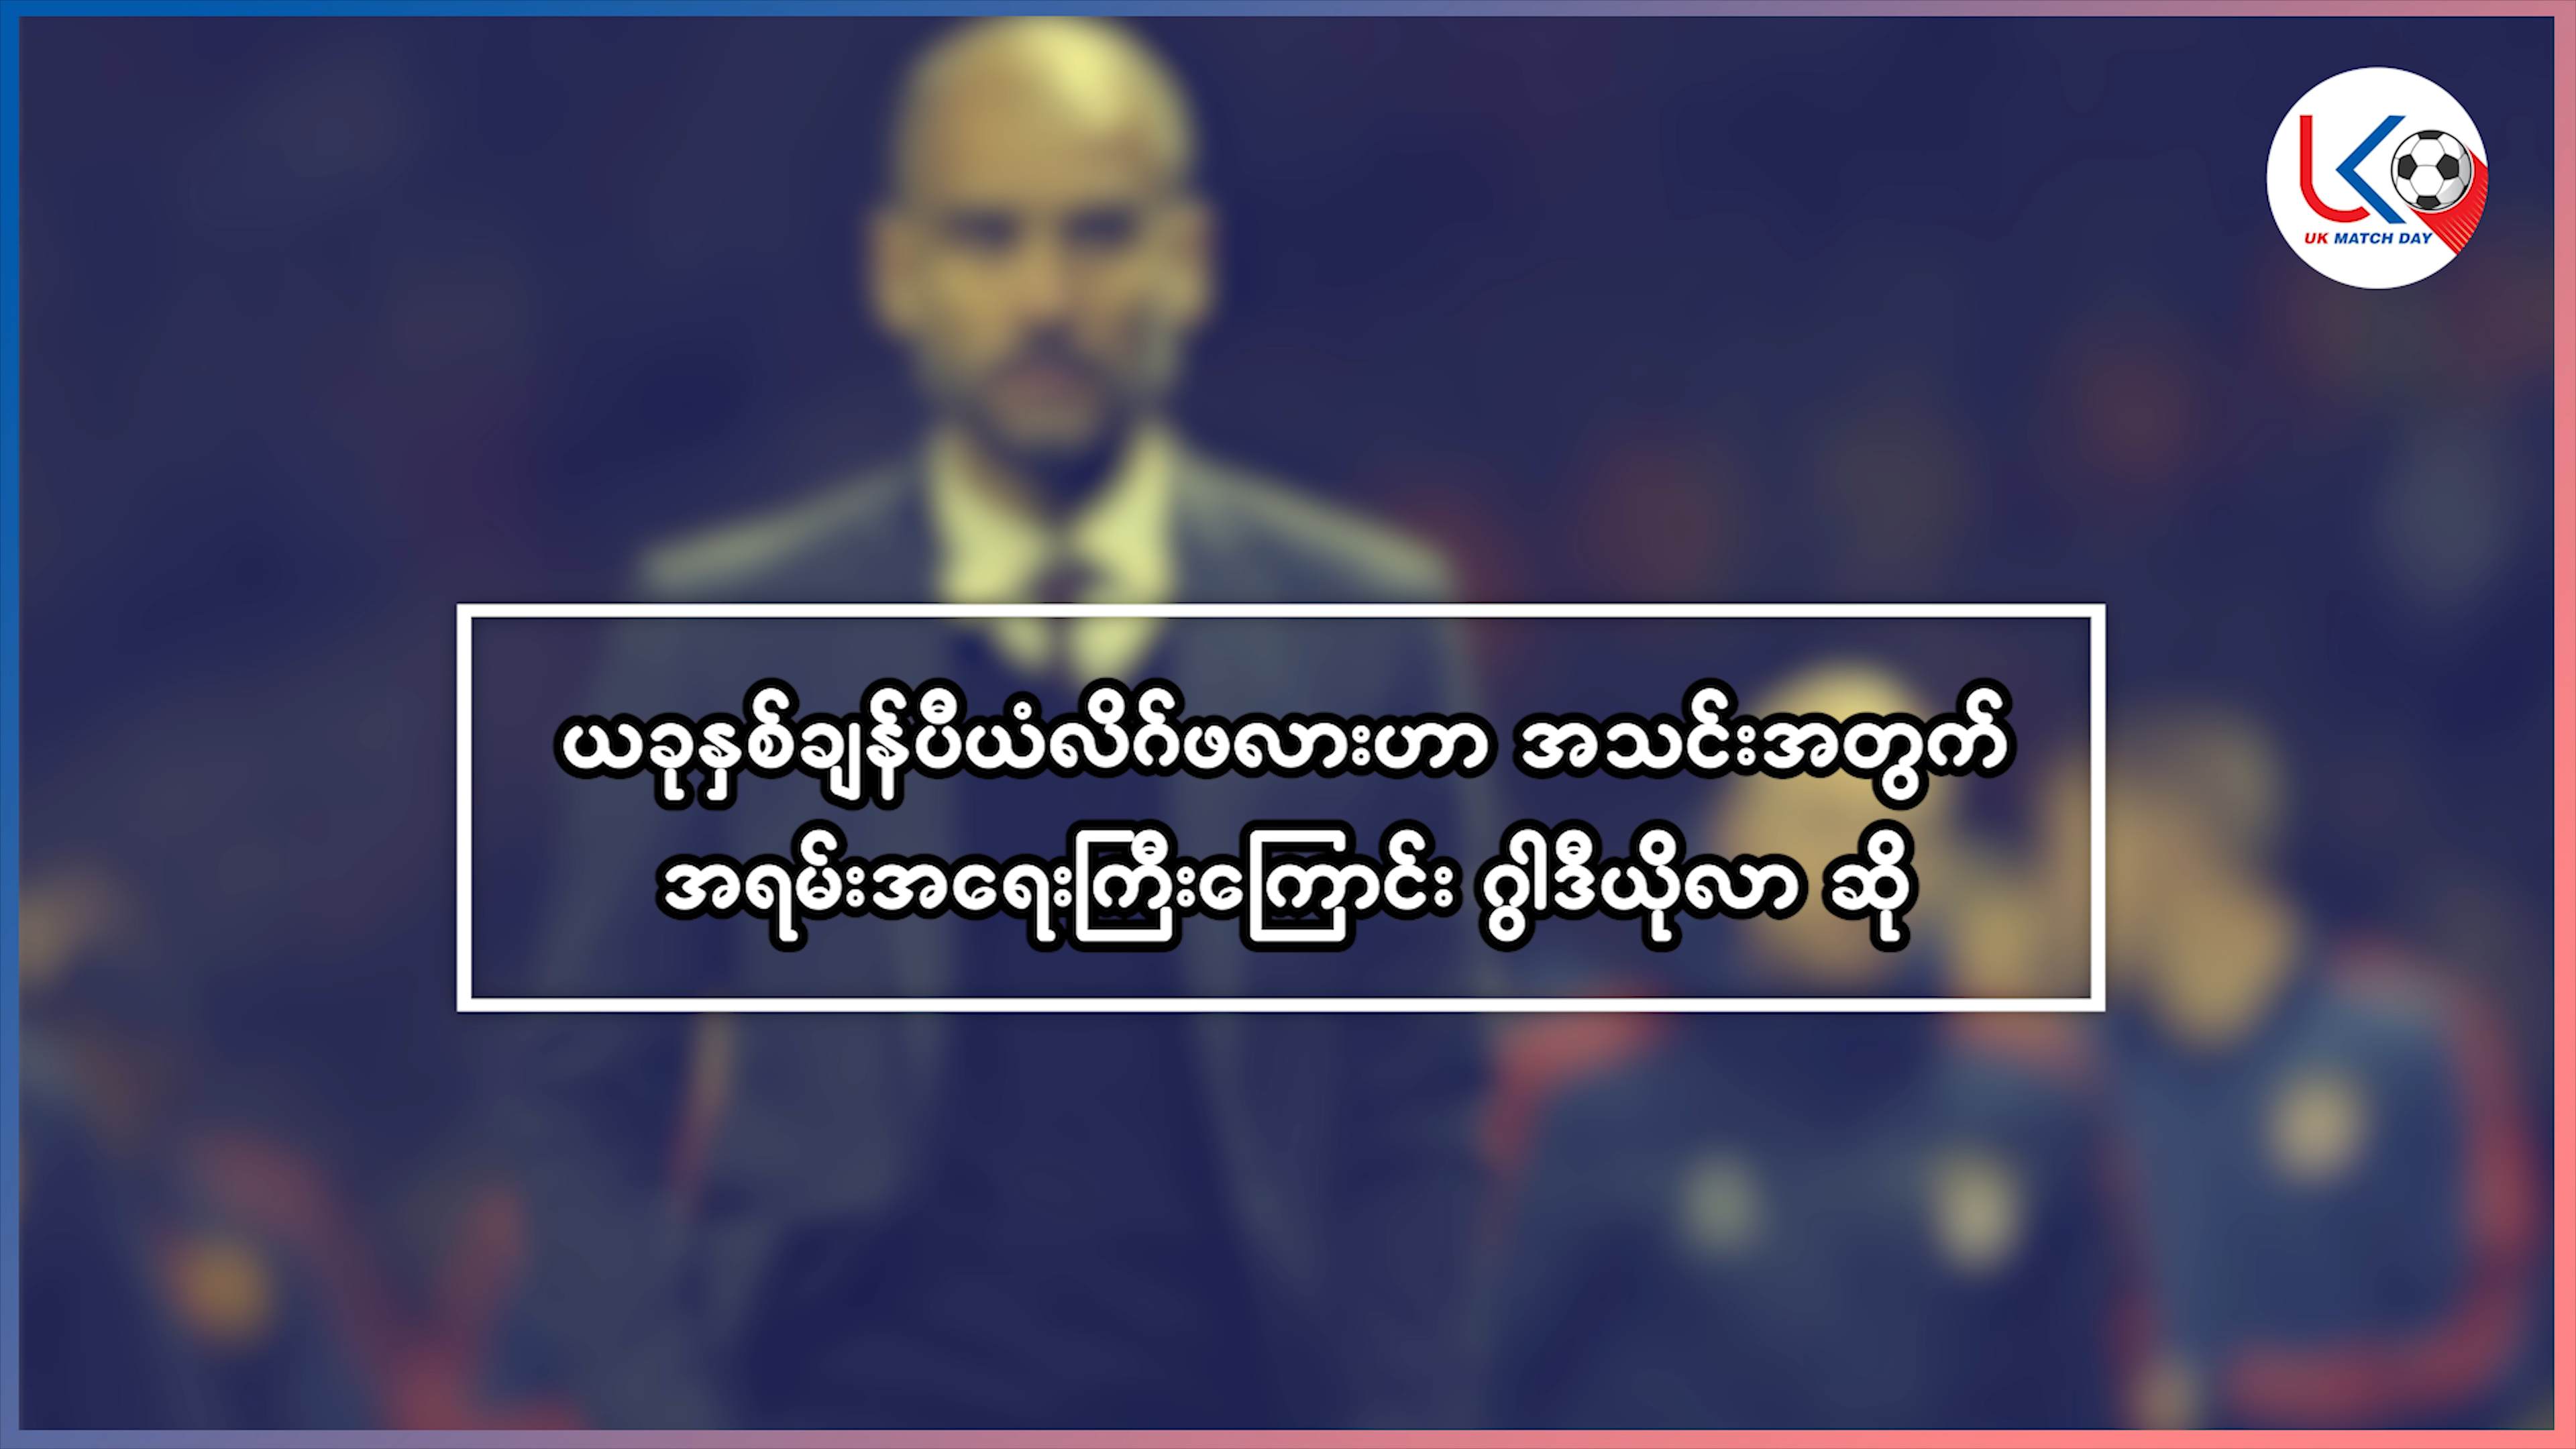 UK
UK MATCH DAY
ယခုနှစ်ချန်ပီယံလိဂ်ဖလားဟာ အသင်းအတွက်
အရမ်းအရေးကြီးကြောင်း ဂွါဒီယိုလာ ဆို